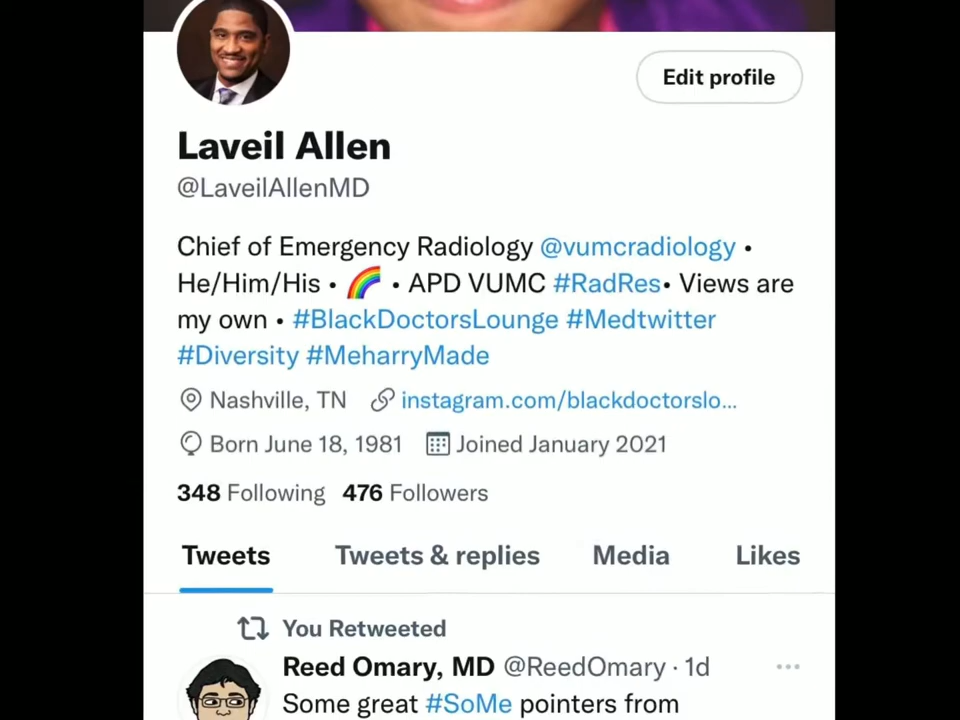 Edit profile
Laveil Allen
@LaveilAllenMD
Chief of Emergency Radiology @vumcradiology •
He/Him/His • 🌈 • APD VUMC #RadRes• Views are
my own • #BlackDoctorsLounge #Medtwitter
#Diversity #MeharryMade
Nashville, TN instagram.com/blackdoctorslo...
Born June 18, 1981 Joined January 2021
348 Following 476 Followers
Tweets Tweets & replies Media Likes
You Retweeted
Reed Omary, MD @ReedOmary · 1d
Some great #SoMe pointers from